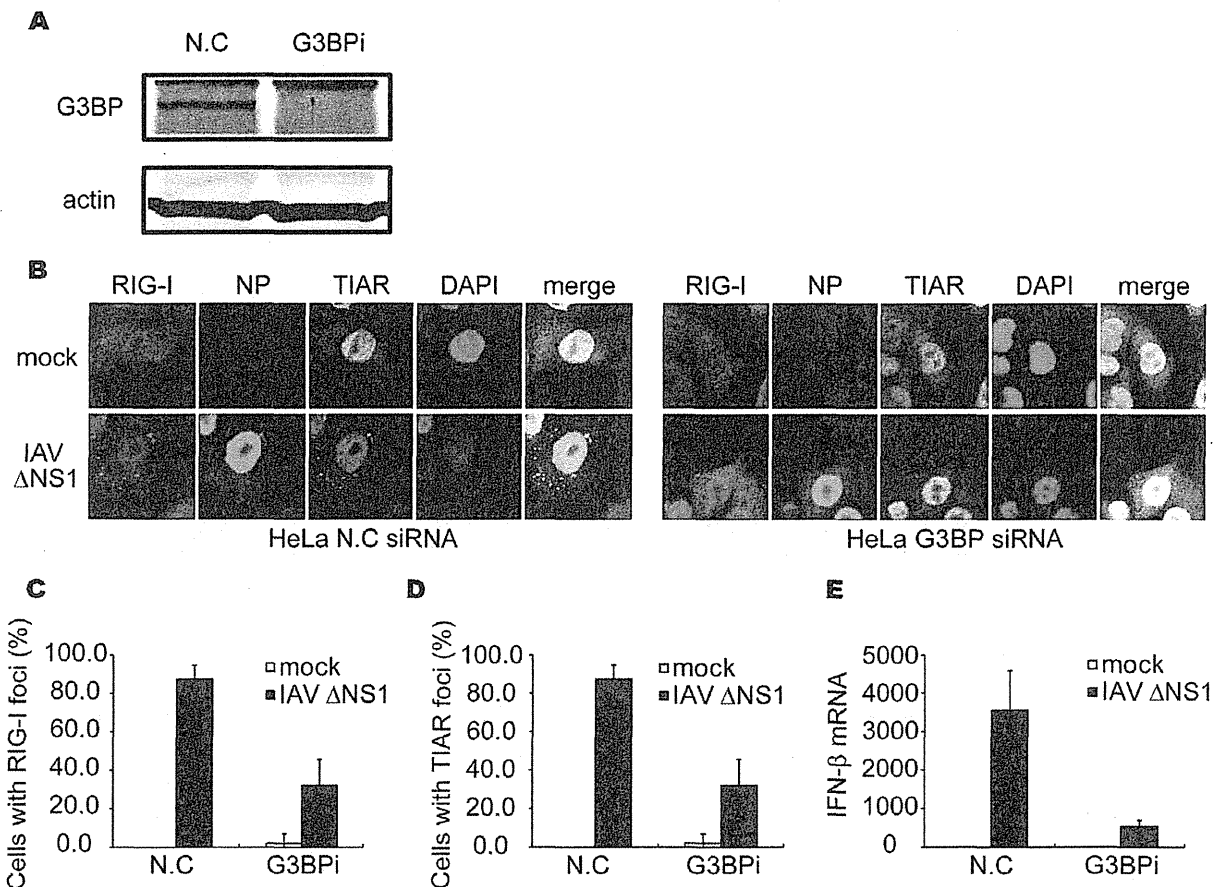 A
N.C G3BPi
G3BP
actin
B
RIG-I NP TIAR DAPI merge RIG-I NP TIAR DAPI merge
mock
IAV
ΔNS1
HeLa N.C siRNA HeLa G3BP siRNA
C
Cells with RIG-I foci (%)
100.0
80.0
60.0
40.0
20.0
0.0
mock
IAV ΔNS1
N.C G3BPi
D
Cells with TIAR foci (%)
100.0
80.0
60.0
40.0
20.0
0.0
mock
IAV ΔNS1
N.C G3BPi
E
IFN-β mRNA
5000
4000
3000
2000
1000
0
mock
IAV ΔNS1
N.C G3BPi